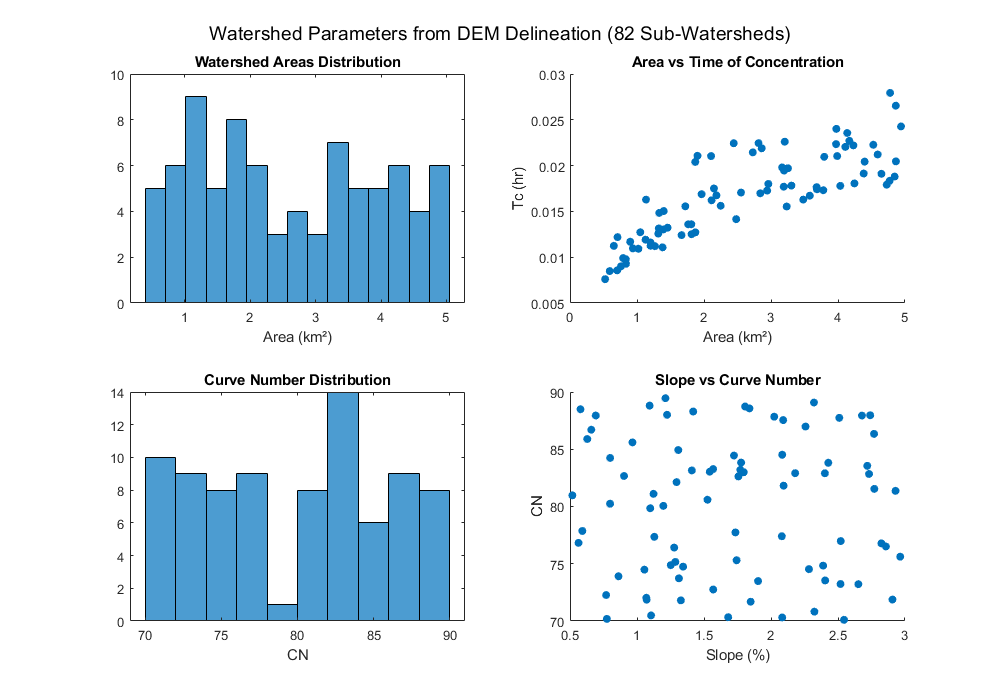 Watershed Parameters from DEM Delineation (82 Sub-Watersheds)
Watershed Areas Distribution
10
8
6
4
2
0
1 2 3 4 5
Area (km²)
Area vs Time of Concentration
Tc (hr)
0.03
0.025
0.02
0.015
0.01
0.005
0 1 2 3 4 5
Area (km²)
Curve Number Distribution
14
12
10
8
6
4
2
0
70 75 80 85 90
CN
Slope vs Curve Number
CN
90
85
80
75
70
0.5 1 1.5 2 2.5 3
Slope (%)